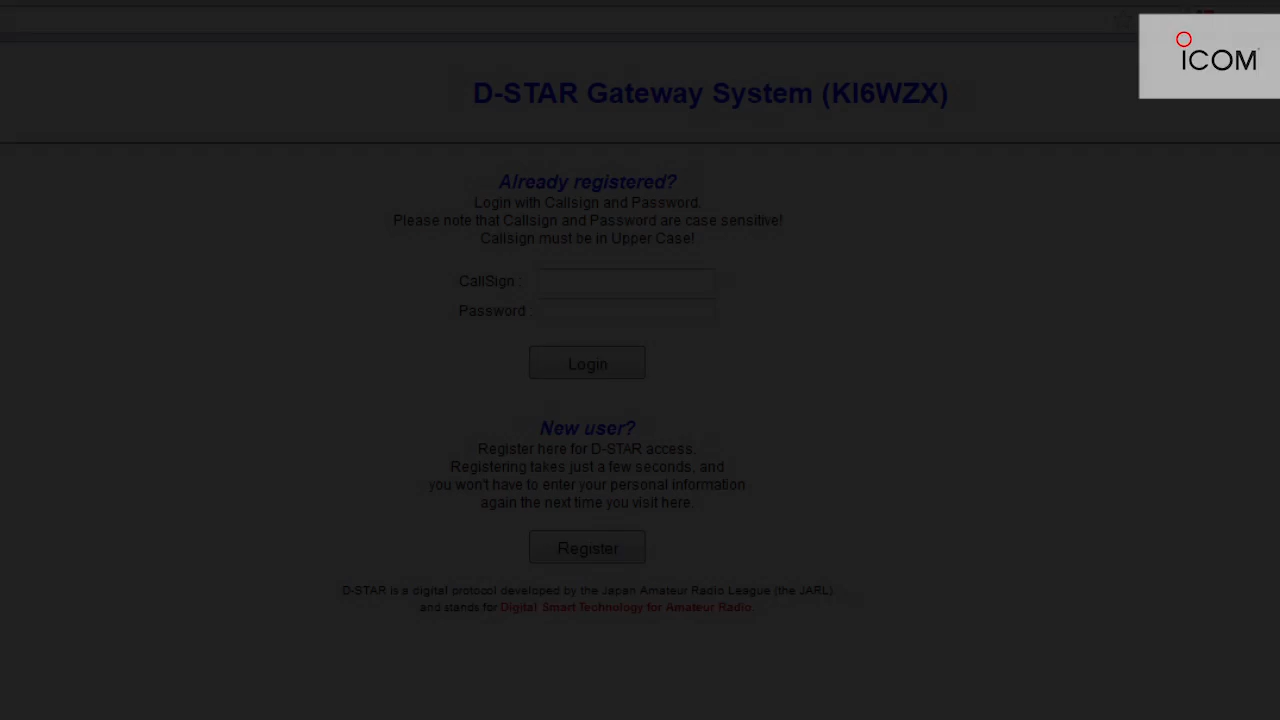 ICOM
D-STAR Gateway System (KI6WZX)
Already registered?
Login with Callsign and Password.
Please note that Callsign and Password are case sensitive!
Callsign must be in Upper Case!
CallSign :
Password :
Login
New user?
Register here for D-STAR access.
Registering takes just a few seconds, and
you won't have to enter your personal information
again the next time you visit here.
Register
D-STAR is a digital protocol developed by the Japan Amateur Radio League (the JARL)
and stands for Digital Smart Technology for Amateur Radio.